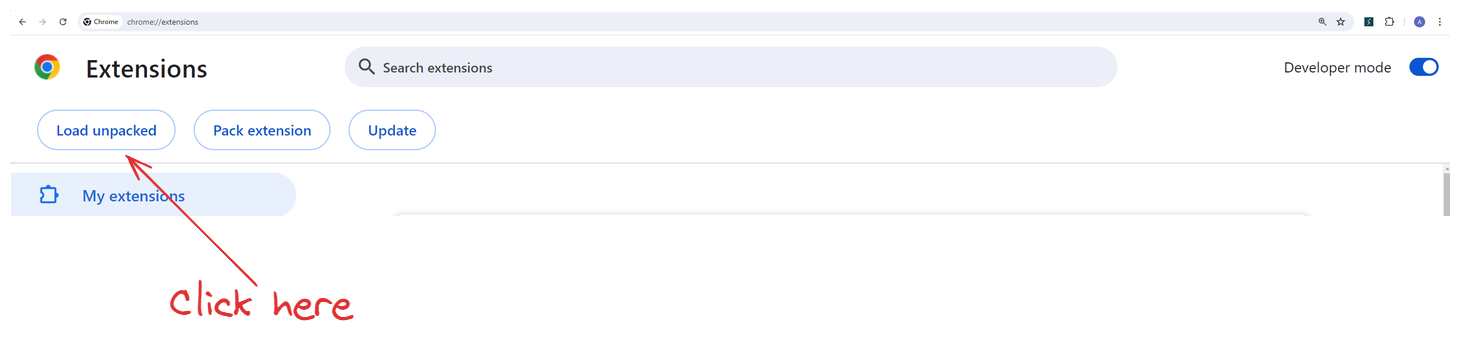 Chrome chrome://extensions A
Extensions Search extensions Developer mode
Load unpacked Pack extension Update
My extensions
Click here